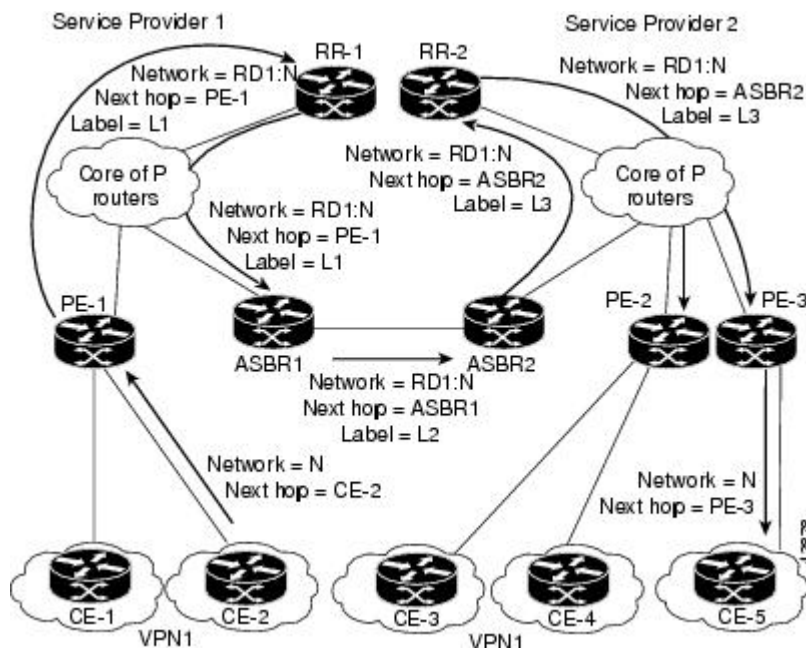 Service Provider 1
Service Provider 2
RR-1
RR-2
Network = RD1:N
Next hop = PE-1
Label = L1
Network = RD1:N
Next hop = ASBR2
Label = L3
Network = RD1:N
Next hop = ASBR2
Label = L3
Core of P
routers
Core of P
routers
Network = RD1:N
Next hop = PE-1
Label = L1
PE-1
PE-2
PE-3
ASBR1
ASBR2
Network = RD1:N
Next hop = ASBR1
Label = L2
Network = N
Next hop = CE-2
Network = N
Next hop = PE-3
CE-1
CE-2
CE-3
CE-4
CE-5
VPN1
VPN1